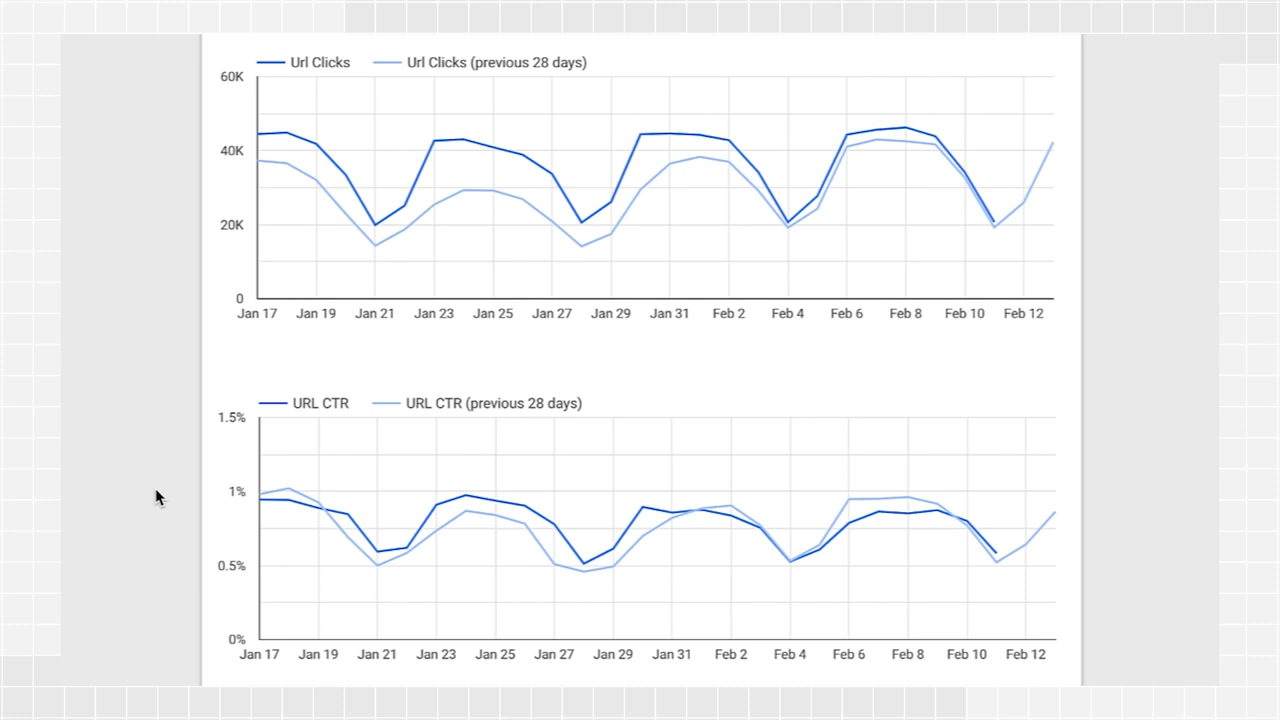 Url Clicks Url Clicks (previous 28 days)
60K
40K
20K
0
Jan 17 Jan 19 Jan 21 Jan 23 Jan 25 Jan 27 Jan 29 Jan 31 Feb 2 Feb 4 Feb 6 Feb 8 Feb 10 Feb 12
URL CTR URL CTR (previous 28 days)
1.5%
1%
0.5%
0%
Jan 17 Jan 19 Jan 21 Jan 23 Jan 25 Jan 27 Jan 29 Jan 31 Feb 2 Feb 4 Feb 6 Feb 8 Feb 10 Feb 12